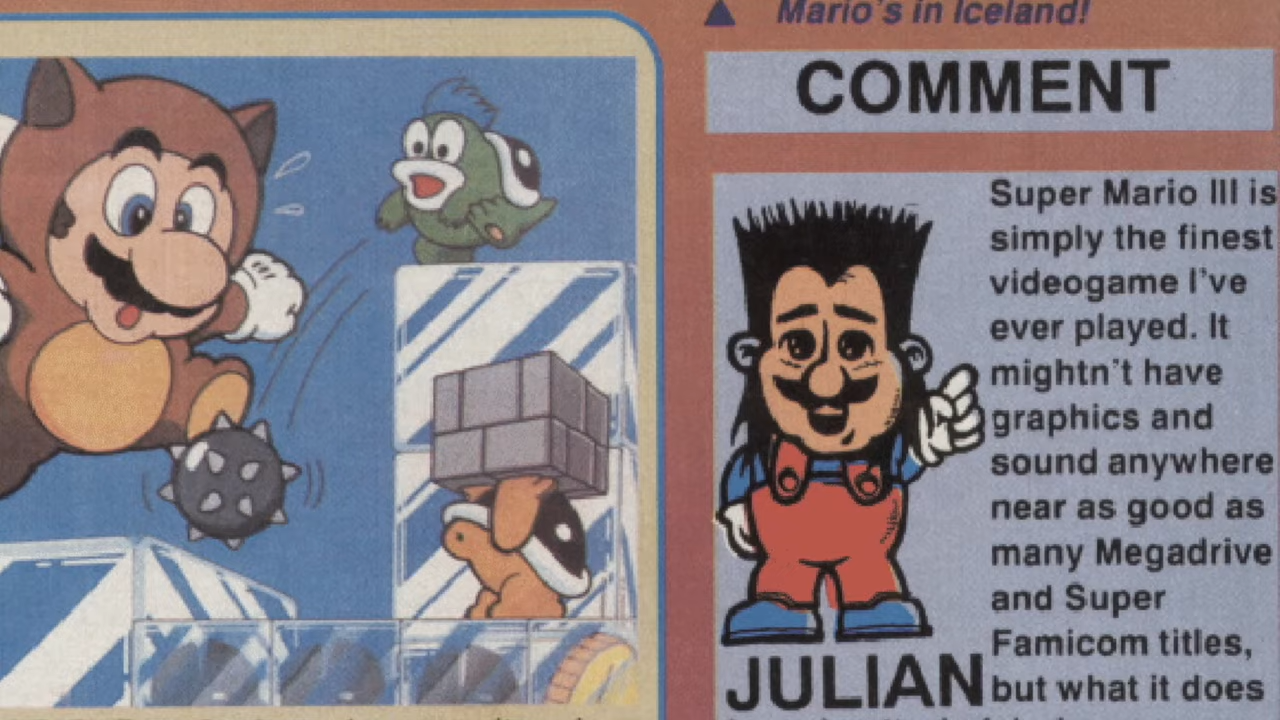 Mario's in Iceland!
COMMENT
Super Mario III is
simply the finest
videogame I've
ever played. It
mightn't have
graphics and
sound anywhere
near as good as
many Megadrive
and Super
Famicom titles,
but what it does
JULIAN